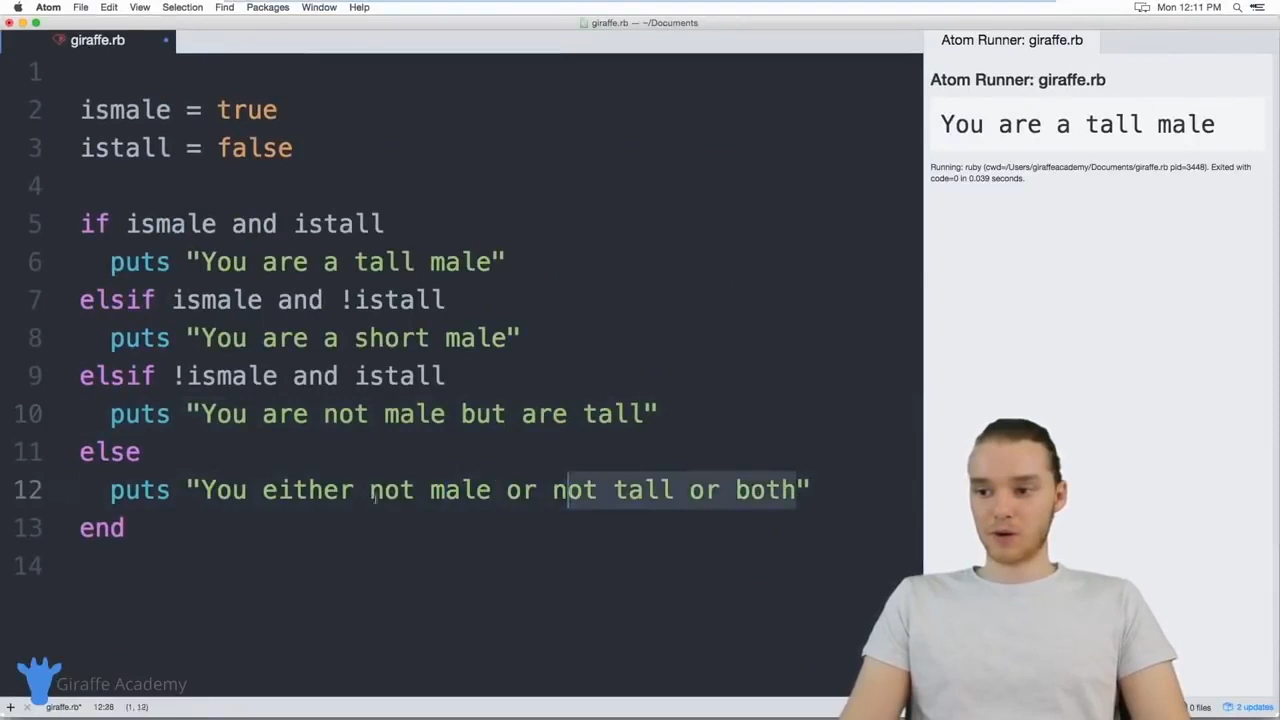 Atom File Edit View Selection Find Packages Window Help
Mon 12:11 PM
giraffe.rb — ~/Documents
giraffe.rb
Atom Runner: giraffe.rb
1
2 ismale = true
3 istall = false
4
5 if ismale and istall
6 puts "You are a tall male"
7 elsif ismale and !istall
8 puts "You are a short male"
9 elsif !ismale and istall
10 puts "You are not male but are tall"
11 else
12 puts "You either not male or not tall or both"
13 end
14
Atom Runner: giraffe.rb
You are a tall male
Running: ruby (cwd=/Users/giraffeacademy/Documents/giraffe.rb pid=3448). Exited with
code=0 in 0.039 seconds.
Giraffe Academy
giraffe.rb* 12:28 (1, 12)
0 files 2 updates